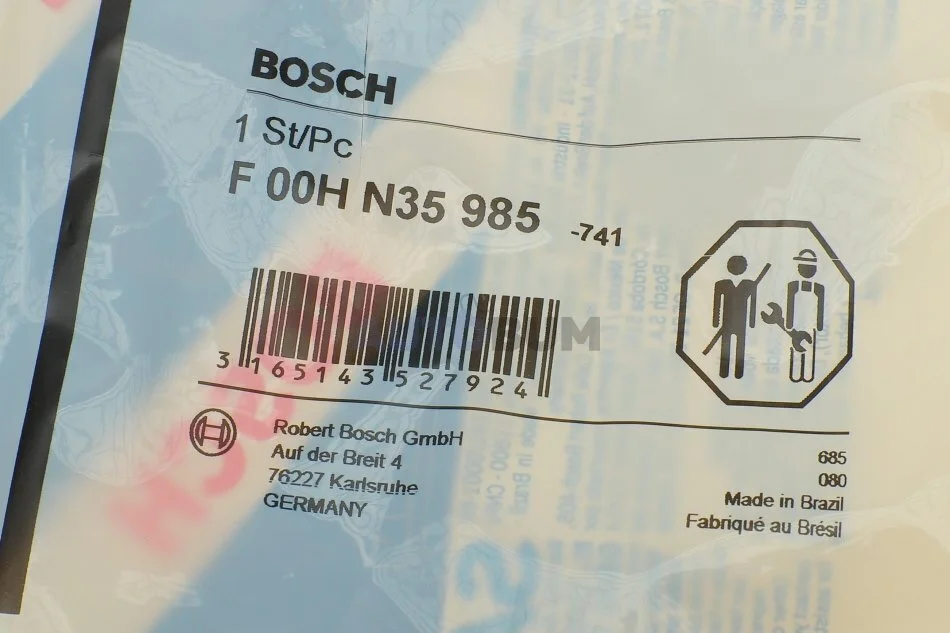 BOSCH
1 St/Pc
F 00H N35 985 -741
3 165143 527924
Robert Bosch GmbH
Auf der Breit 4
76227 Karlsruhe
GERMANY
685
080
Made in Brazil
Fabriqué au Brésil